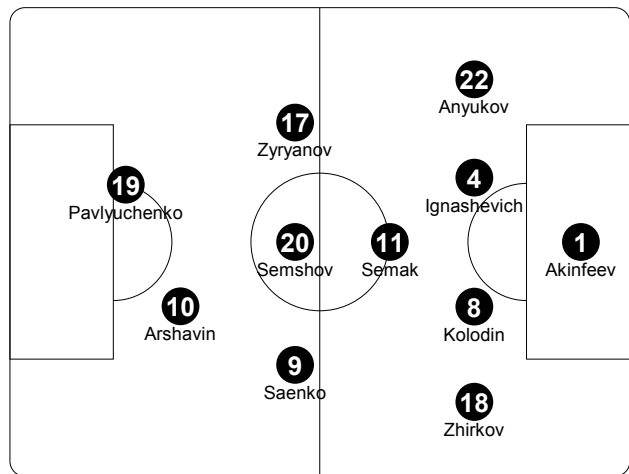 22
Anyukov
17
Zyryanov
4
Ignashevich
19
Pavlyuchenko
20
Semshov
11
Semak
1
Akinfeev
10
Arshavin
8
Kolodin
9
Saenko
18
Zhirkov